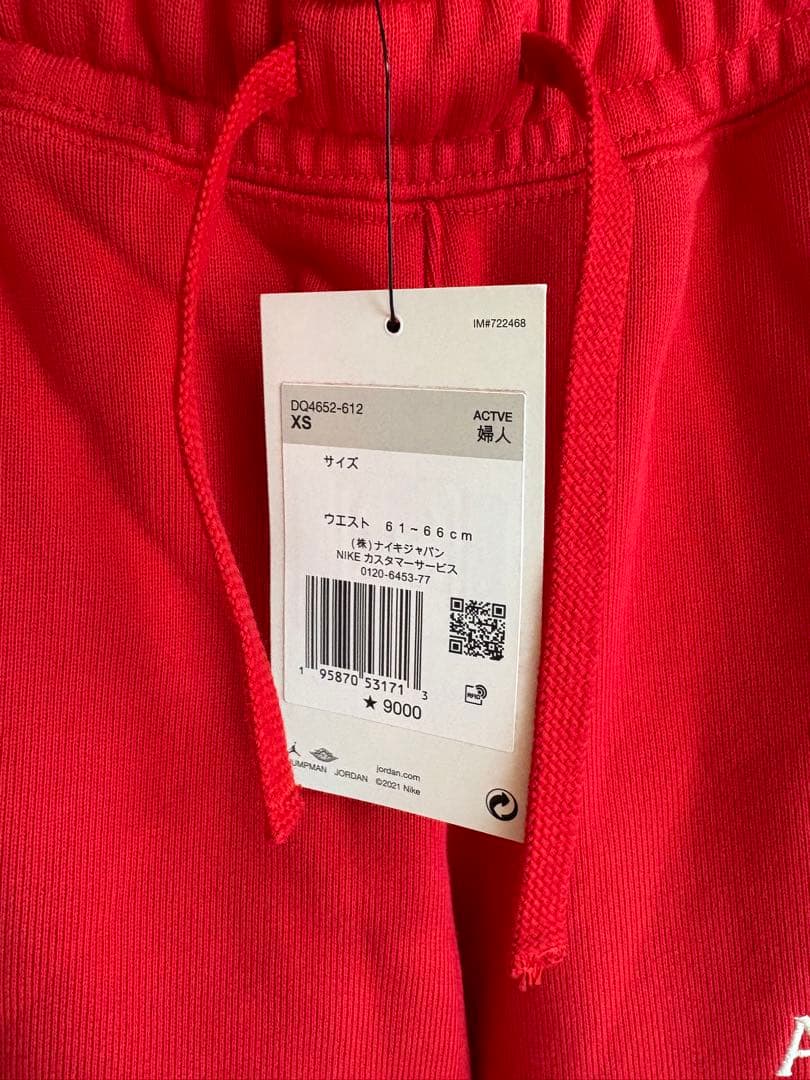 IM#722468
DQ4652-612
XS
ACTVE
婦人
サイズ
ウエスト 61~66cm
(株)ナイキジャパン
NIKE カスタマーサービス
0120-6453-77
1 95870 53171 3
★ 9000
RFID
JORDAN
jordan.com
©2021 Nike
A